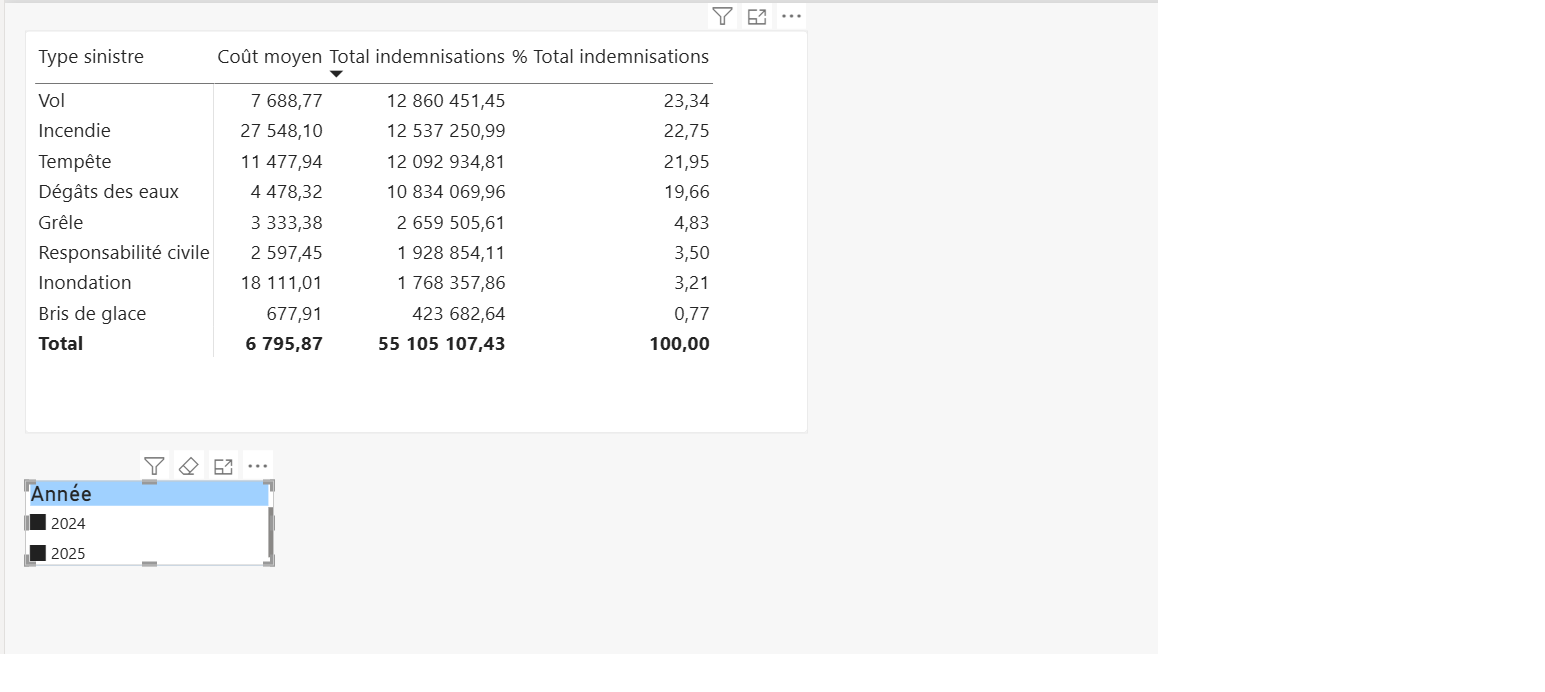 Type sinistre Coût moyen Total indemnisations % Total indemnisations
Vol 7 688,77 12 860 451,45 23,34
Incendie 27 548,10 12 537 250,99 22,75
Tempête 11 477,94 12 092 934,81 21,95
Dégâts des eaux 4 478,32 10 834 069,96 19,66
Grêle 3 333,38 2 659 505,61 4,83
Responsabilité civile 2 597,45 1 928 854,11 3,50
Inondation 18 111,01 1 768 357,86 3,21
Bris de glace 677,91 423 682,64 0,77
Total 6 795,87 55 105 107,43 100,00
Année
2024
2025